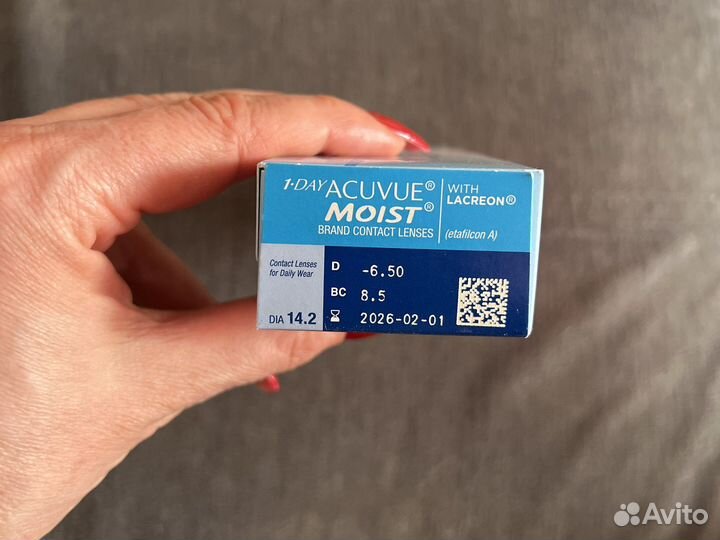 1·DAY ACUVUE® WITH
MOIST® LACREON®
BRAND CONTACT LENSES (etafilcon A)
Contact Lenses
for Daily Wear
D -6.50
BC 8.5
DIA 14.2
2026-02-01
Avito